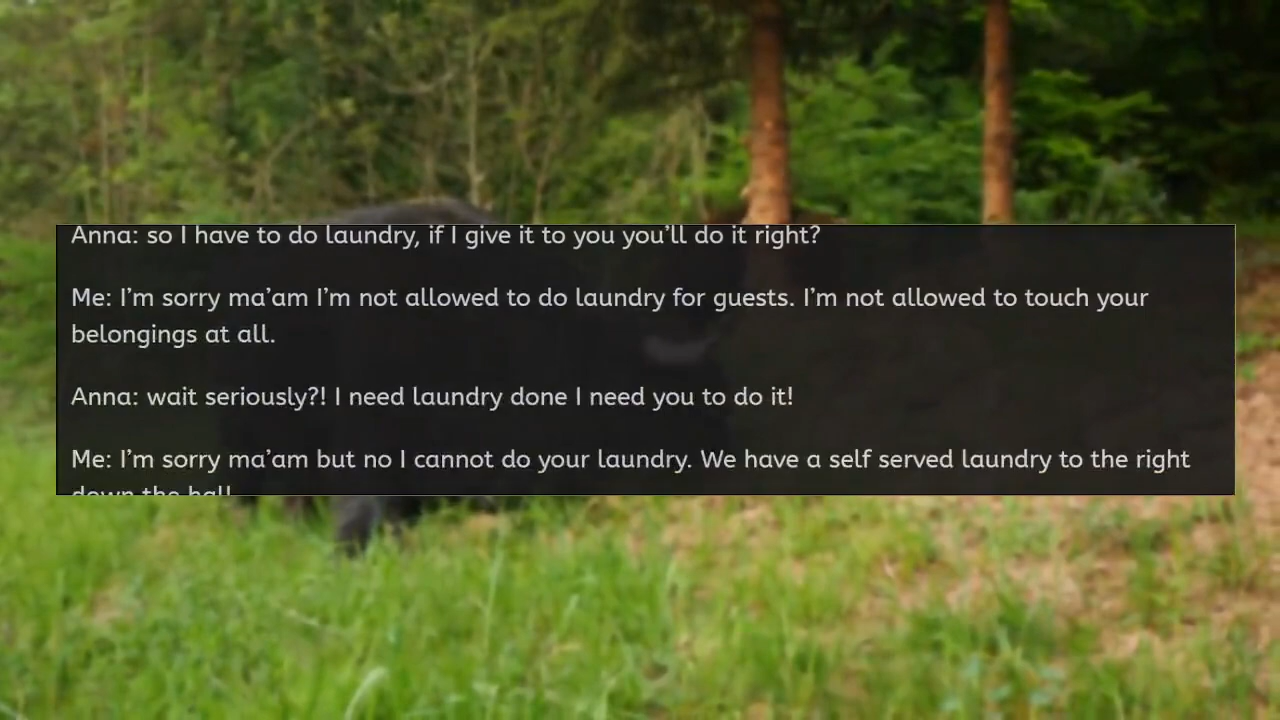 Anna: so I have to do laundry, if I give it to you you’ll do it right?
Me: I’m sorry ma’am I’m not allowed to do laundry for guests. I’m not allowed to touch your
belongings at all.
Anna: wait seriously?! I need laundry done I need you to do it!
Me: I’m sorry ma’am but no I cannot do your laundry. We have a self served laundry to the right
down the hall